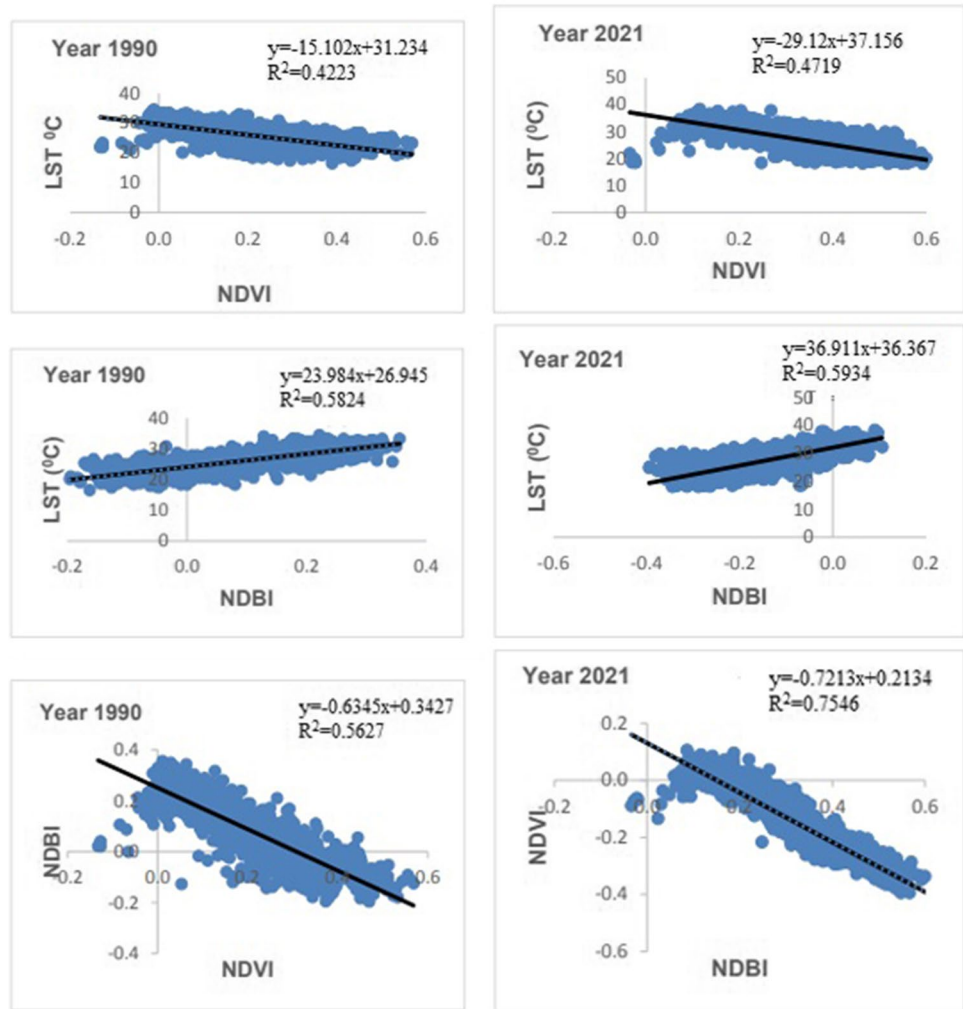 Year 1990
y=-15.102x+31.234
R²=0.4223
LST ⁰C
40
30
20
10
0
-0.2 0.0 0.2 0.4 0.6
NDVI
Year 2021
y=-29.12x+37.156
R²=0.4719
LST (⁰C)
50
40
30
20
10
0
-0.2 0.0 0.2 0.4 0.6
NDVI
Year 1990
y=23.984x+26.945
R²=0.5824
LST (⁰C)
40
30
20
10
0
-0.2 0.0 0.2 0.4
NDBI
Year 2021
y=36.911x+36.367
R²=0.5934
LST (⁰C)
50
40
30
20
10
0
-0.6 -0.4 -0.2 0.0 0.2
NDBI
Year 1990
y=-0.6345x+0.3427
R²=0.5627
NDBI
0.4
0.2
0.0
-0.2
-0.4
-0.2 0.0 0.2 0.4 0.6
NDVI
Year 2021
y=-0.7213x+0.2134
R²=0.7546
NDVI
0.2
0.0
-0.2
-0.4
-0.6
-0.2 0.0 0.2 0.4 0.6
NDBI